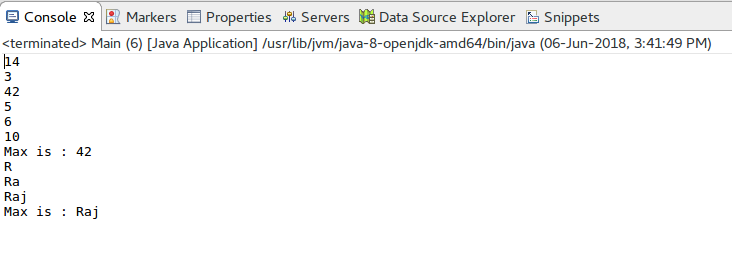 Console Markers Properties Servers Data Source Explorer Snippets
<terminated> Main (6) [Java Application] /usr/lib/jvm/java-8-openjdk-amd64/bin/java (06-Jun-2018, 3:41:49 PM)
14
3
42
5
6
10
Max is : 42
R
Ra
Raj
Max is : Raj